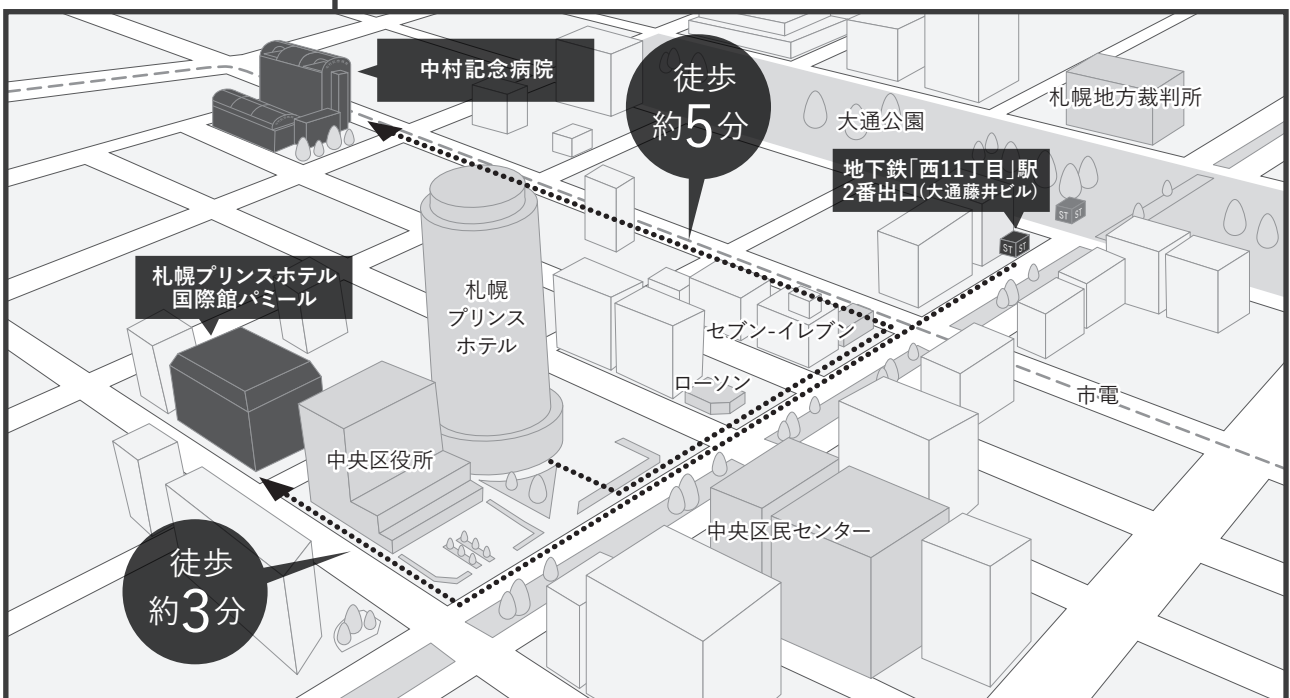 中村記念病院
徒歩
約5分
大通公園
札幌地方裁判所
地下鉄「西11丁目」駅
2番出口(大通藤井ビル)
ST ST
ST ST
札幌プリンスホテル
国際館パミール
札幌
プリンス
ホテル
セブン-イレブン
ローソン
市電
中央区役所
中央区民センター
徒歩
約3分